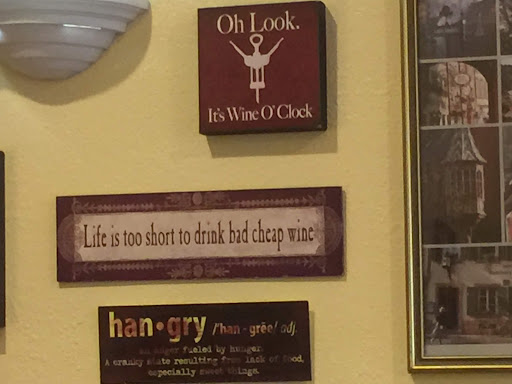 Oh Look.
It's Wine O'Clock
Life is too short to drink bad cheap wine
han•gry /'han - grēe/ adj.
an anger fueled by hunger.
A cranky state resulting from lack of food,
especially sweet things.